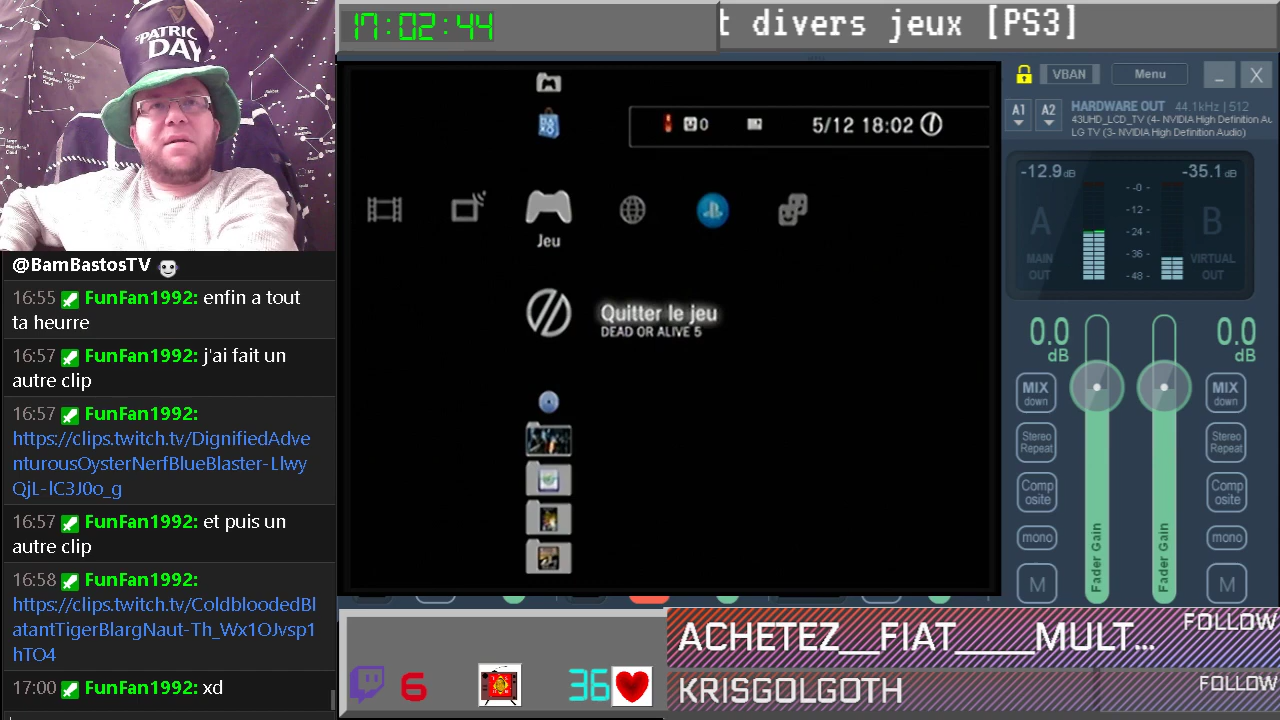 PATRICK
DAY
@BamBastosTV
16:55 FunFan1992: enfin a tout
ta heurre
16:57 FunFan1992: j'ai fait un
autre clip
16:57 FunFan1992:
https://clips.twitch.tv/DignifiedAdve
nturousOysterNerfBlueBlaster-Llwy
QjL-lC3J0o_g
16:57 FunFan1992: et puis un
autre clip
16:58 FunFan1992:
https://clips.twitch.tv/ColdbloodedBl
atantTigerBlargNaut-Th_Wx1OJvsp1
hTO4
17:00 FunFan1992: xd
17:02:44
t divers jeux [PS3]
0
5/12 18:02
Jeu
Quitter le jeu
DEAD OR ALIVE 5
VBAN
Menu
_
X
A1
A2
HARDWARE OUT 44.1kHz | 512
43UHD_LCD_TV (4- NVIDIA High Definition Au
LG TV (3- NVIDIA High Definition Audio)
-12.9dB
-35.1dB
-0-
-12-
-24-
-36-
-48-
A
MAIN
OUT
B
VIRTUAL
OUT
0.0
dB
0.0
dB
MIX
down
MIX
down
Stereo
Repeat
Stereo
Repeat
Comp
osite
Comp
osite
mono
mono
M
M
Fader Gain
Fader Gain
6
36
ACHETEZ__FIAT_____MULT...
FOLLOW
KRISGOLGOTH
FOLLOW